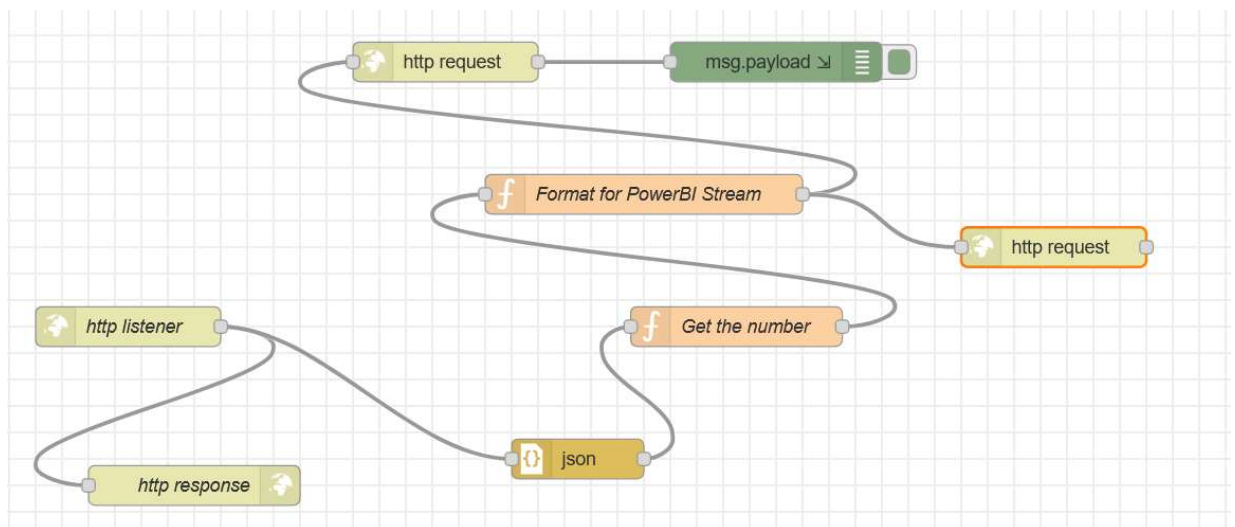 http request
msg.payload
Format for PowerBI Stream
http request
http listener
Get the number
json
http response